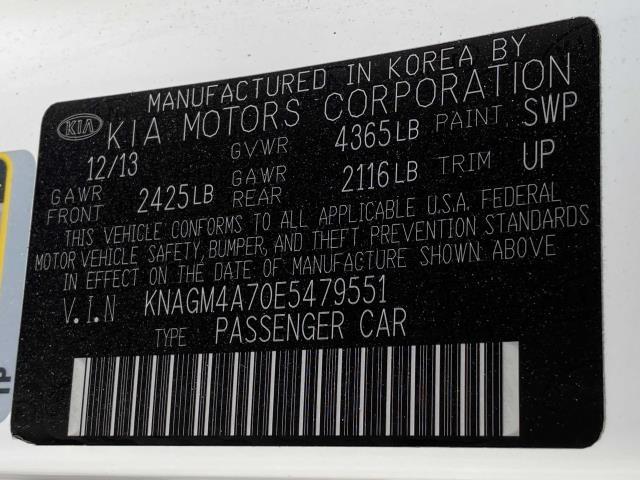 MANUFACTURED IN KOREA BY
KIA KIA MOTORS CORPORATION
12/13 GVWR 4365LB PAINT SWP
GAWR FRONT 2425LB GAWR REAR 2116LB TRIM UP
THIS VEHICLE CONFORMS TO ALL APPLICABLE U.S.A. FEDERAL
MOTOR VEHICLE SAFETY, BUMPER, AND THEFT PREVENTION STANDARDS
IN EFFECT ON THE DATE OF MANUFACTURE SHOWN ABOVE
V.I.N KNAGM4A70E5479551
TYPE PASSENGER CAR